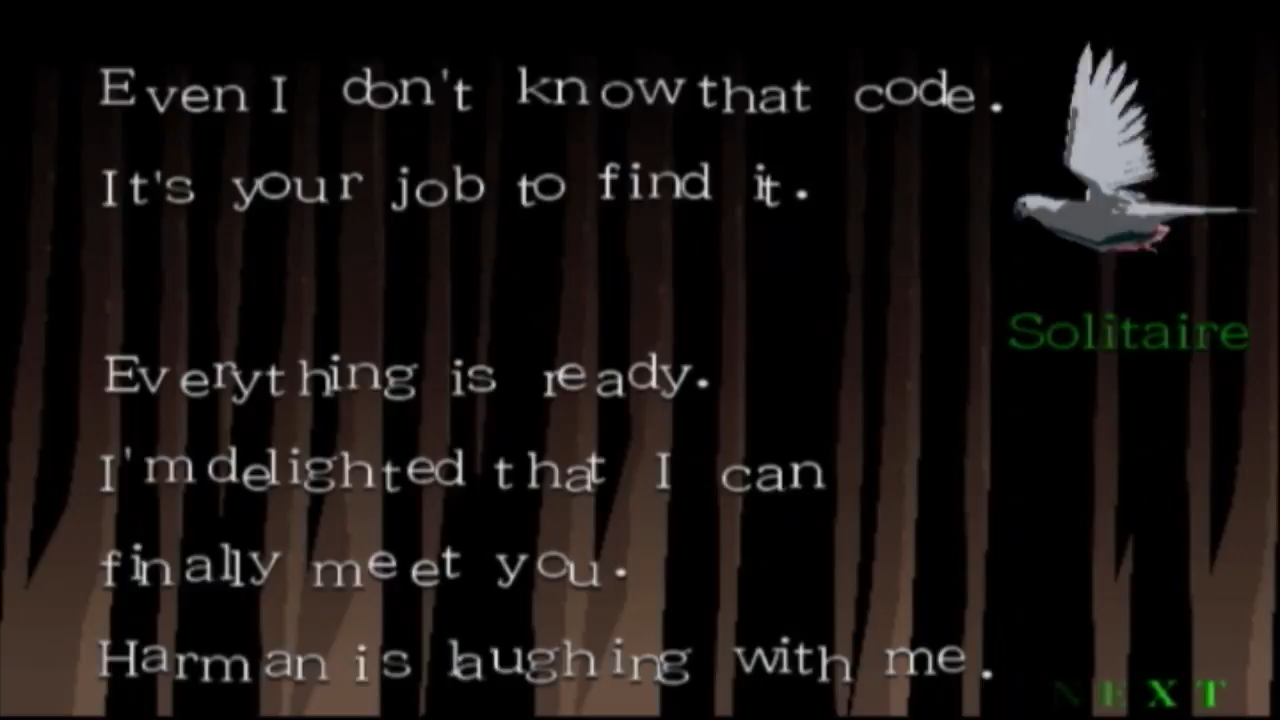 Even I don't know that code.
It's your job to find it.
Everything is ready.
I'm delighted that I can
finally meet you.
Harman is laughing with me.
Solitaire
NEXT